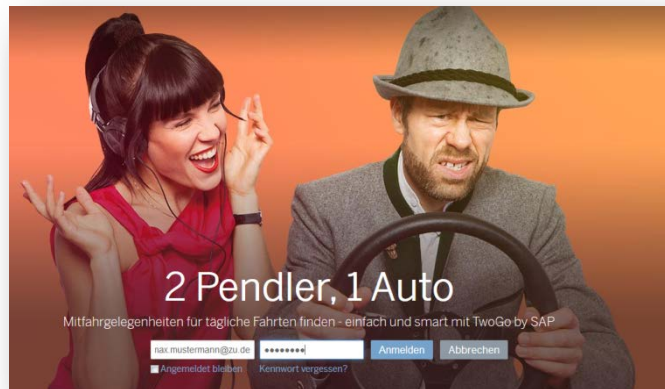 2 Pendler, 1 Auto
Mitfahrgelegenheiten für tägliche Fahrten finden - einfach und smart mit TwoGo by SAP
nax.mustermann@zu.de ●●●●●●●● Anmelden Abbrechen
Angemeldet bleiben Kennwort vergessen?